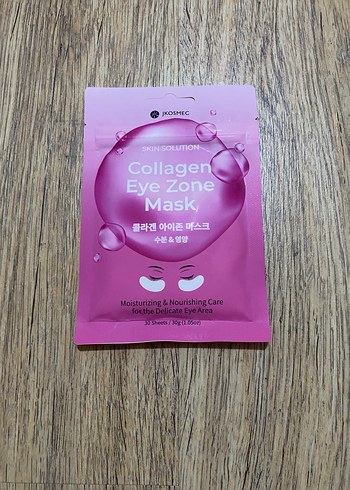 JKOSMEC
SKIN SOLUTION
Collagen
Eye Zone
Mask
콜라겐 아이존 마스크
수분 & 영양
Moisturizing & Nourishing Care
for the Delicate Eye Area
30 Sheets / 30g (1.05oz)